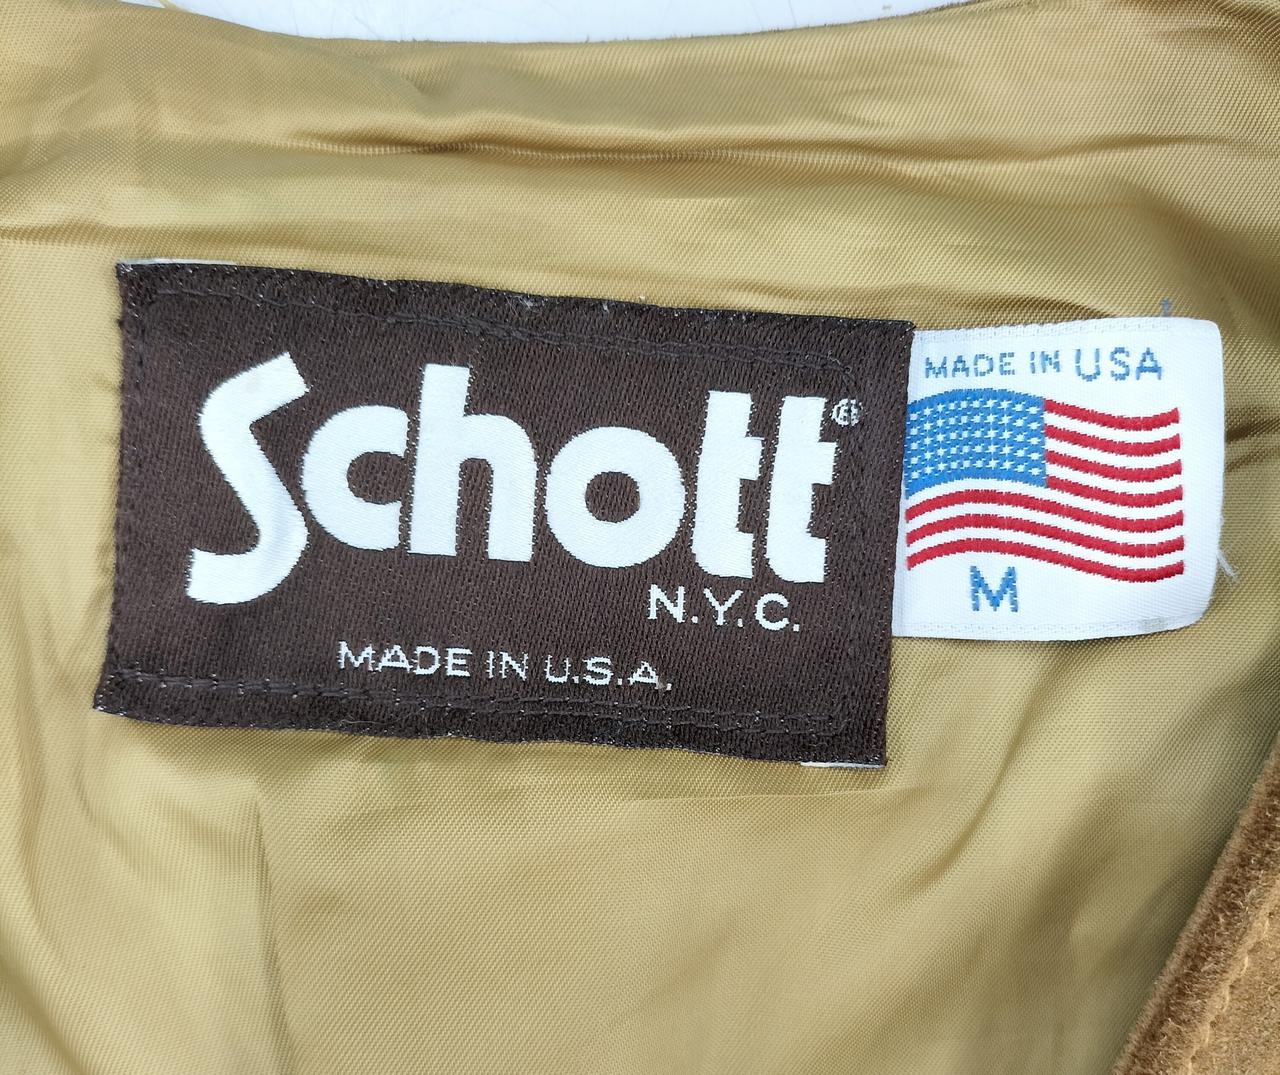 Schott®
N.Y.C.
MADE IN U.S.A.
MADE IN USA
M